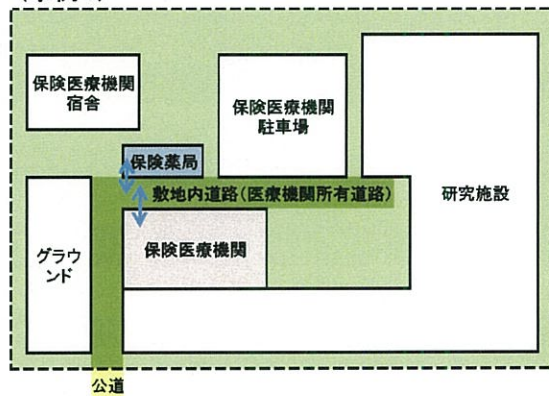 保険医療機関
宿舎
保険医療機関
駐車場
保険薬局
敷地内道路(医療機関所有道路)
研究施設
グラウ
ンド
保険医療機関
公道